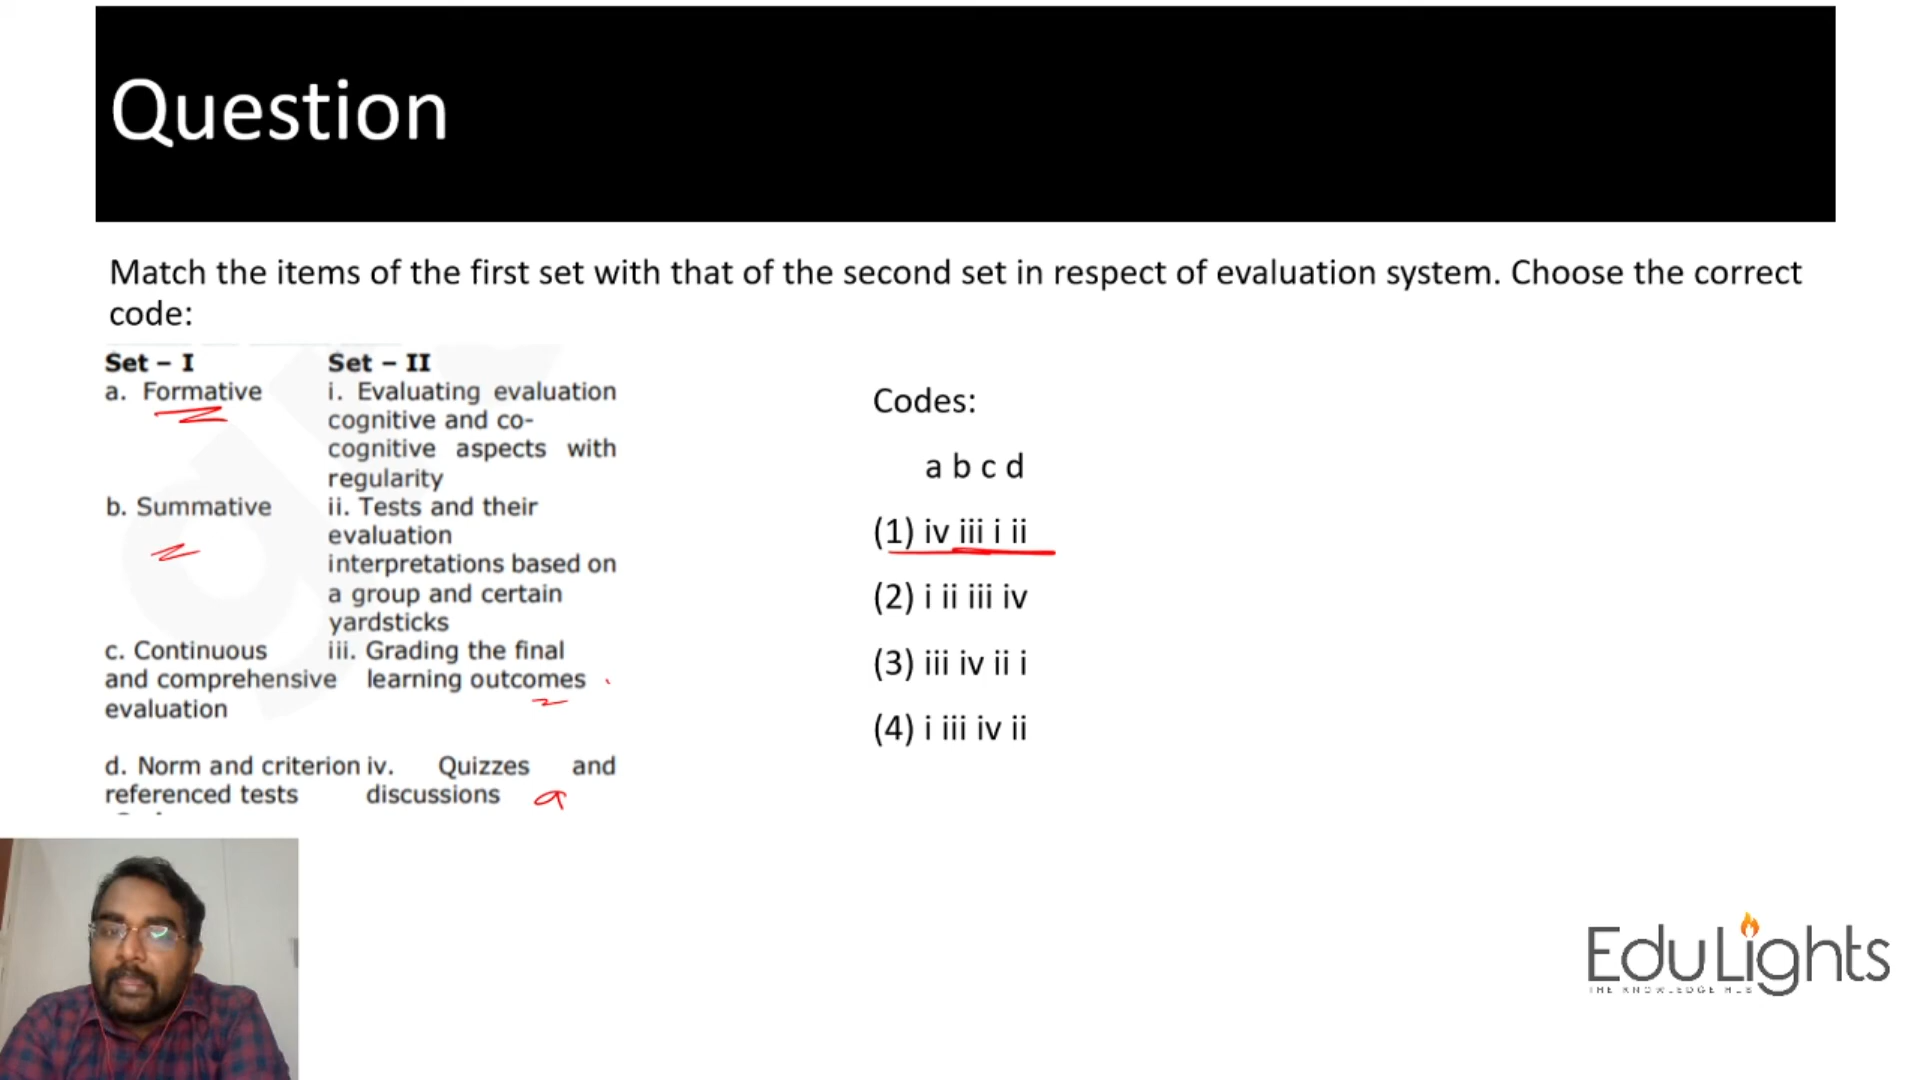 Question
Match the items of the first set with that of the second set in respect of evaluation system. Choose the correct
code:
Set – I
Set – II
a. Formative
i. Evaluating evaluation
cognitive and co-
cognitive aspects with
regularity
b. Summative
ii. Tests and their
evaluation
interpretations based on
a group and certain
yardsticks
c. Continuous
and comprehensive
evaluation
iii. Grading the final
learning outcomes
d. Norm and criterion
referenced tests
iv. Quizzes and
discussions
a
Codes:
a b c d
(1) iv iii i ii
(2) i ii iii iv
(3) iii iv ii i
(4) i iii iv ii
EduLights
THE KNOWLEDGE HUB